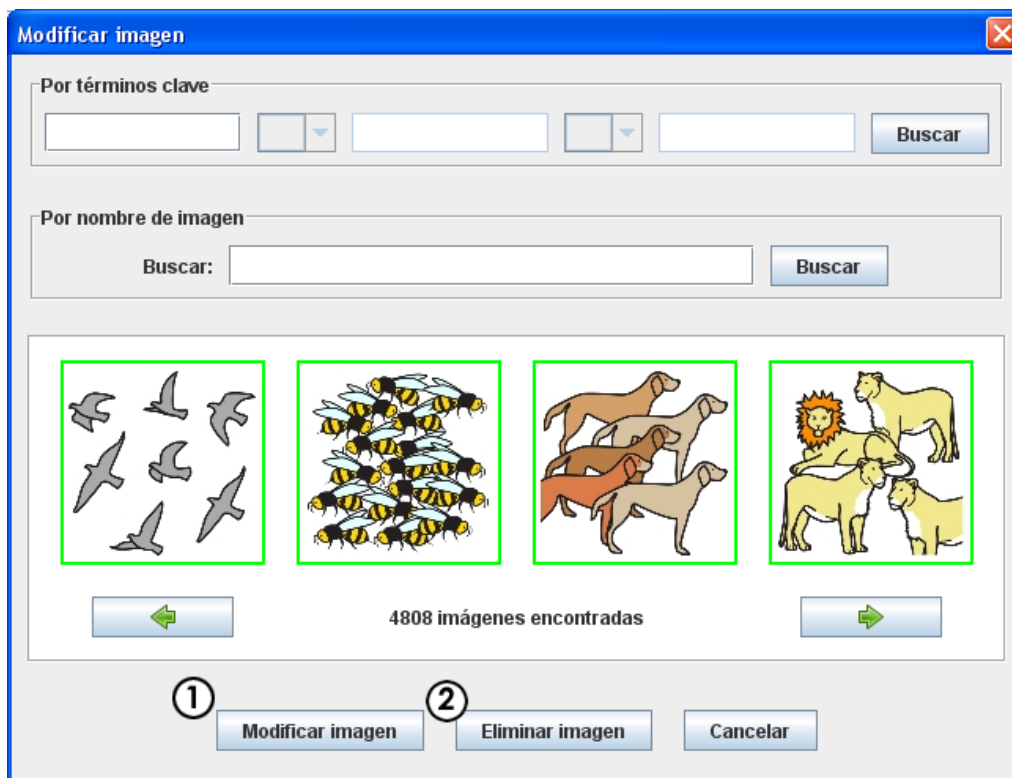 Modificar imagen
Por términos clave
Buscar
Por nombre de imagen
Buscar:
Buscar
4808 imágenes encontradas
1
2
Modificar imagen
Eliminar imagen
Cancelar